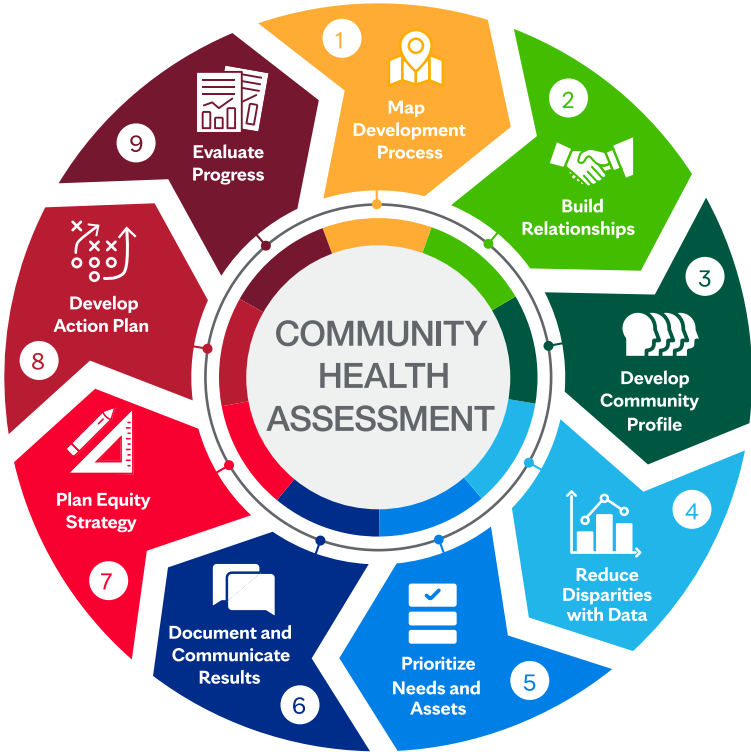 COMMUNITY
HEALTH
ASSESSMENT
1
Map
Development
Process
2
Build
Relationships
3
Develop
Community
Profile
4
Reduce
Disparities
with Data
5
Prioritize
Needs and
Assets
6
Document and
Communicate
Results
7
Plan Equity
Strategy
8
Develop
Action Plan
9
Evaluate
Progress